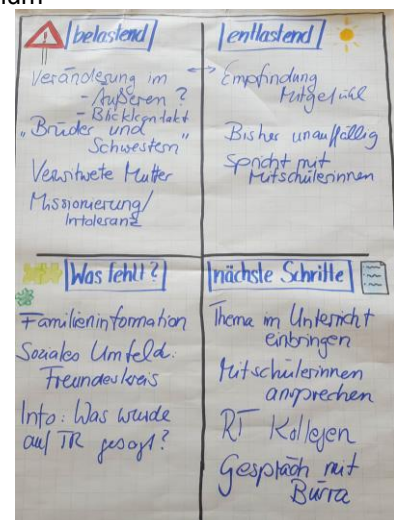 belastend
Veränderung im
- Äußeren?
- Blickkontakt
"Brüder und
Schwestern"
Verwitwete Mutter
Missionierung/
Intoleranz
entlastend
↔ Empfindung
Mitgefühl
Bisher unauffällig
Spricht mit
Mitschülerinnen
Was fehlt?
Familieninformation
Soziales Umfeld:
Freundeskreis
Info: Was wurde
auf TR gesagt?
nächste Schritte
Thema im Unterricht
einbringen
Mitschülerinnen
ansprechen
RT Kollegen
Gespräch mit
Büsra